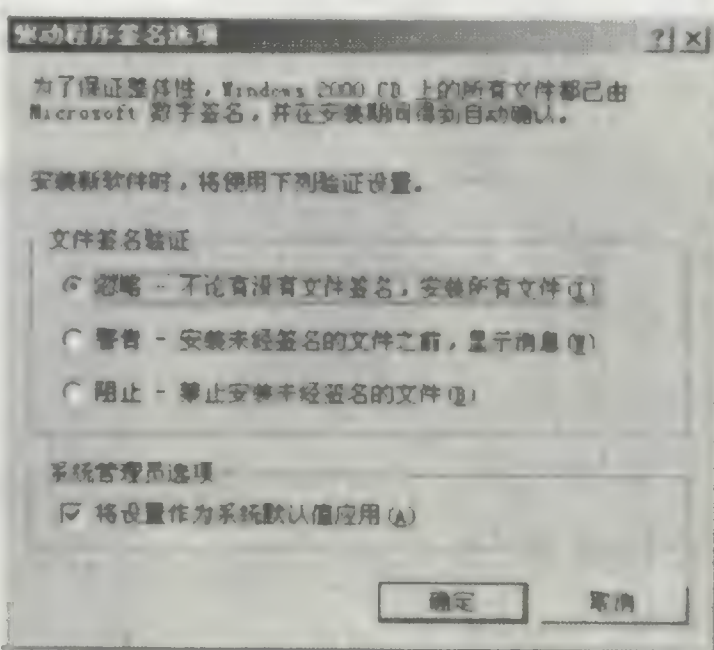 驱动程序签名选项
为了保证整体性，Windows 2000 CD 上的所有文件都已由
Microsoft 数字签名，并在安装期间得到自动确认。
安装新软件时，将使用下列验证设置。
文件签名验证
忽略 - 不论有没有文件签名，安装所有文件(I)
警告 - 安装未经签名的文件之前，显示消息(W)
阻止 - 禁止安装未经签名的文件(B)
系统管理员选项
将设置作为系统默认值应用(A)
确定
取消